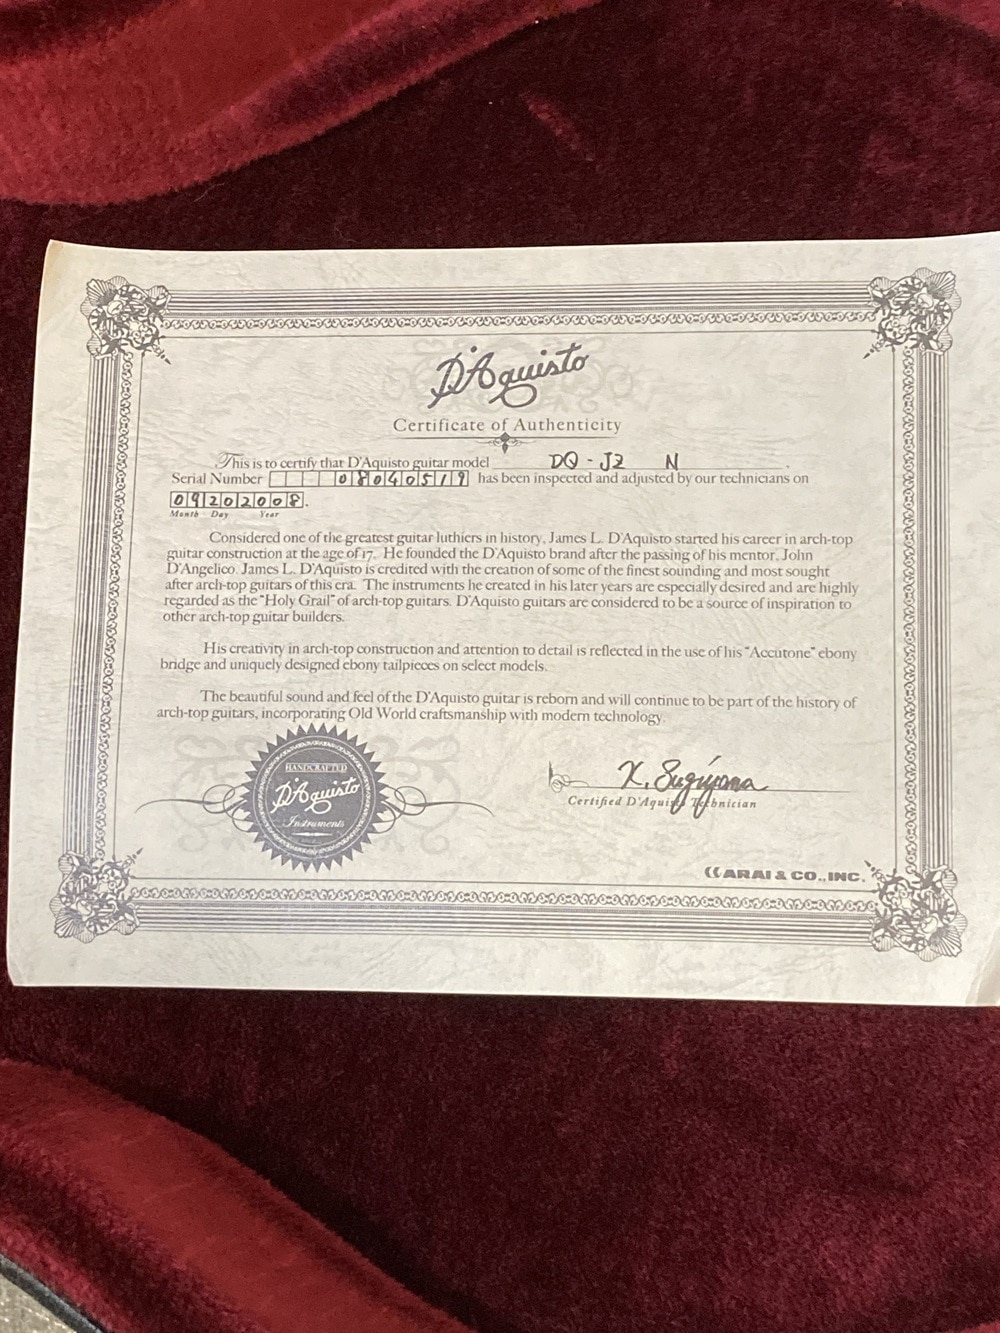 D'Aquisto
Certificate of Authenticity
This is to certify that D'Aquisto guitar model DQ - JZ N .
Serial Number 08040519 has been inspected and adjusted by our technicians on
09202008.
Month Day Year
Considered one of the greatest guitar luthiers in history, James L. D'Aquisto started his career in arch-top
guitar construction at the age of 17. He founded the D'Aquisto brand after the passing of his mentor, John
D'Angelico. James L. D'Aquisto is credited with the creation of some of the finest sounding and most sought
after arch-top guitars of this era. The instruments he created in his later years are especially desired and are highly
regarded as the "Holy Grail" of arch-top guitars. D'Aquisto guitars are considered to be a source of inspiration to
other arch-top guitar builders.
His creativity in arch-top construction and attention to detail is reflected in the use of his "Accutone" ebony
bridge and uniquely designed ebony tailpieces on select models.
The beautiful sound and feel of the D'Aquisto guitar is reborn and will continue to be part of the history of
arch-top guitars, incorporating Old World craftsmanship with modern technology.
HANDCRAFTED
D'Aquisto
Instruments
K. Sugiyama
Certified D'Aquisto Technician
ARAI & CO., INC.